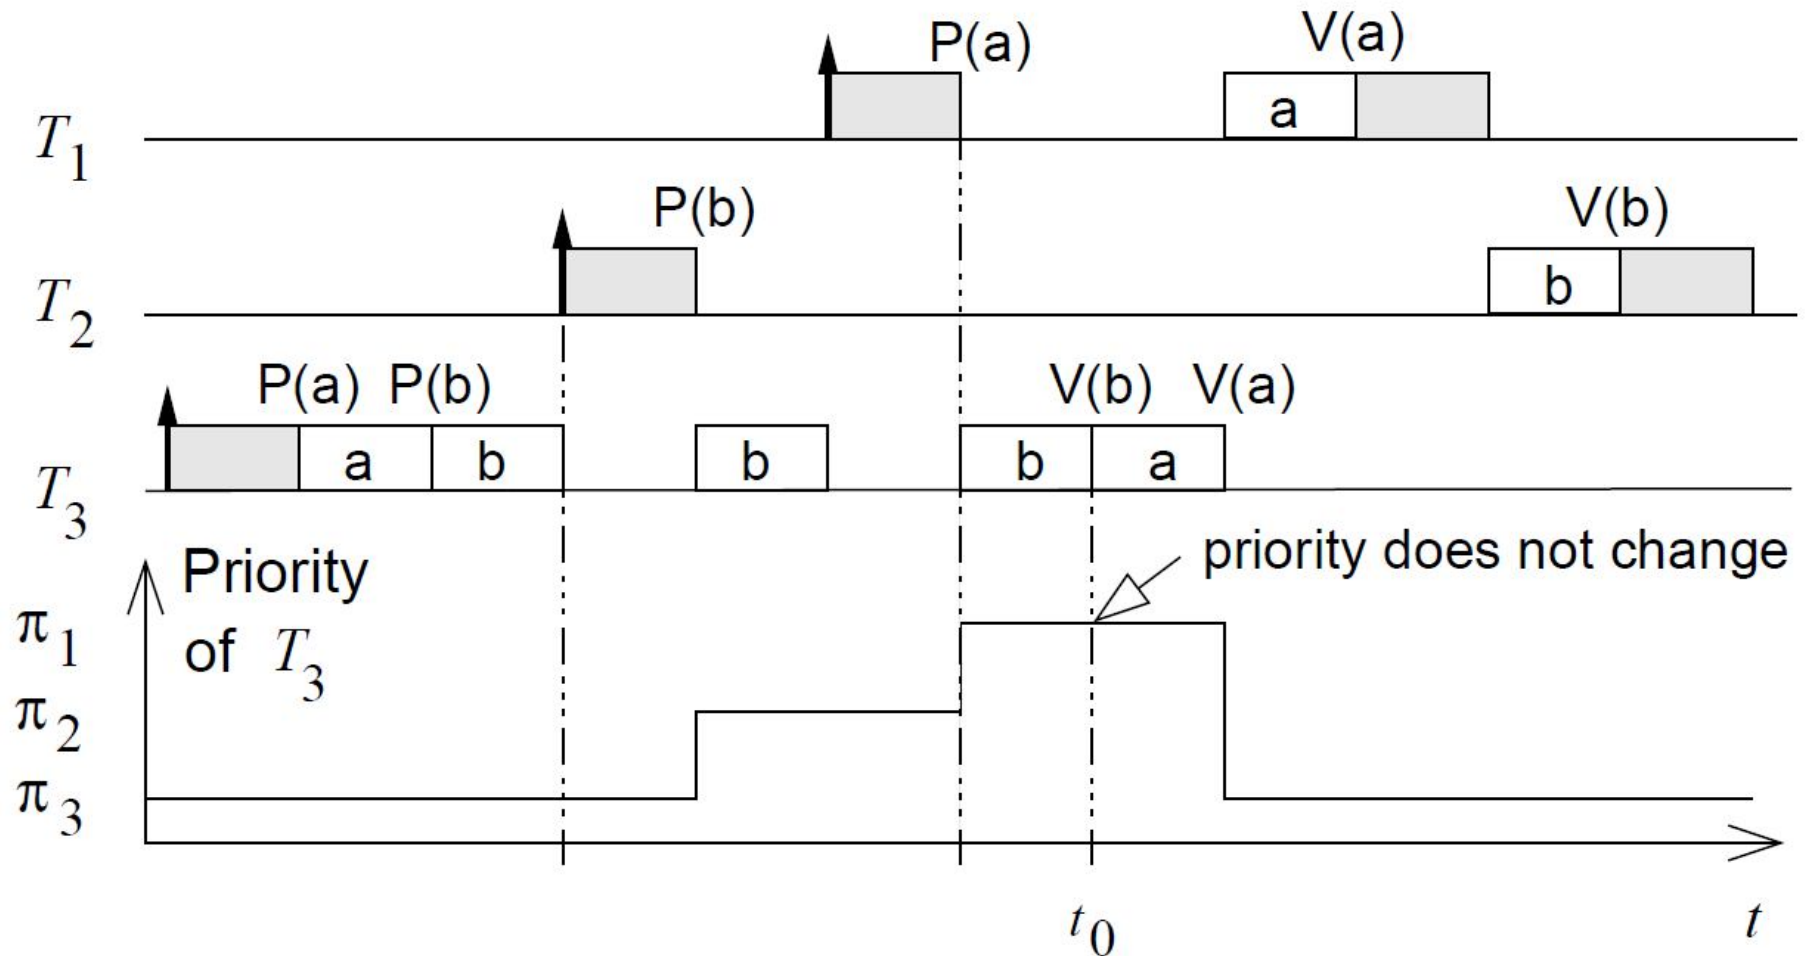 P(a) V(a)
a
T1
P(b) V(b)
b
T2
P(a) P(b) V(b) V(a)
a b b b a
T3
priority does not change
Priority
of T3
π1
π2
π3
t0 t